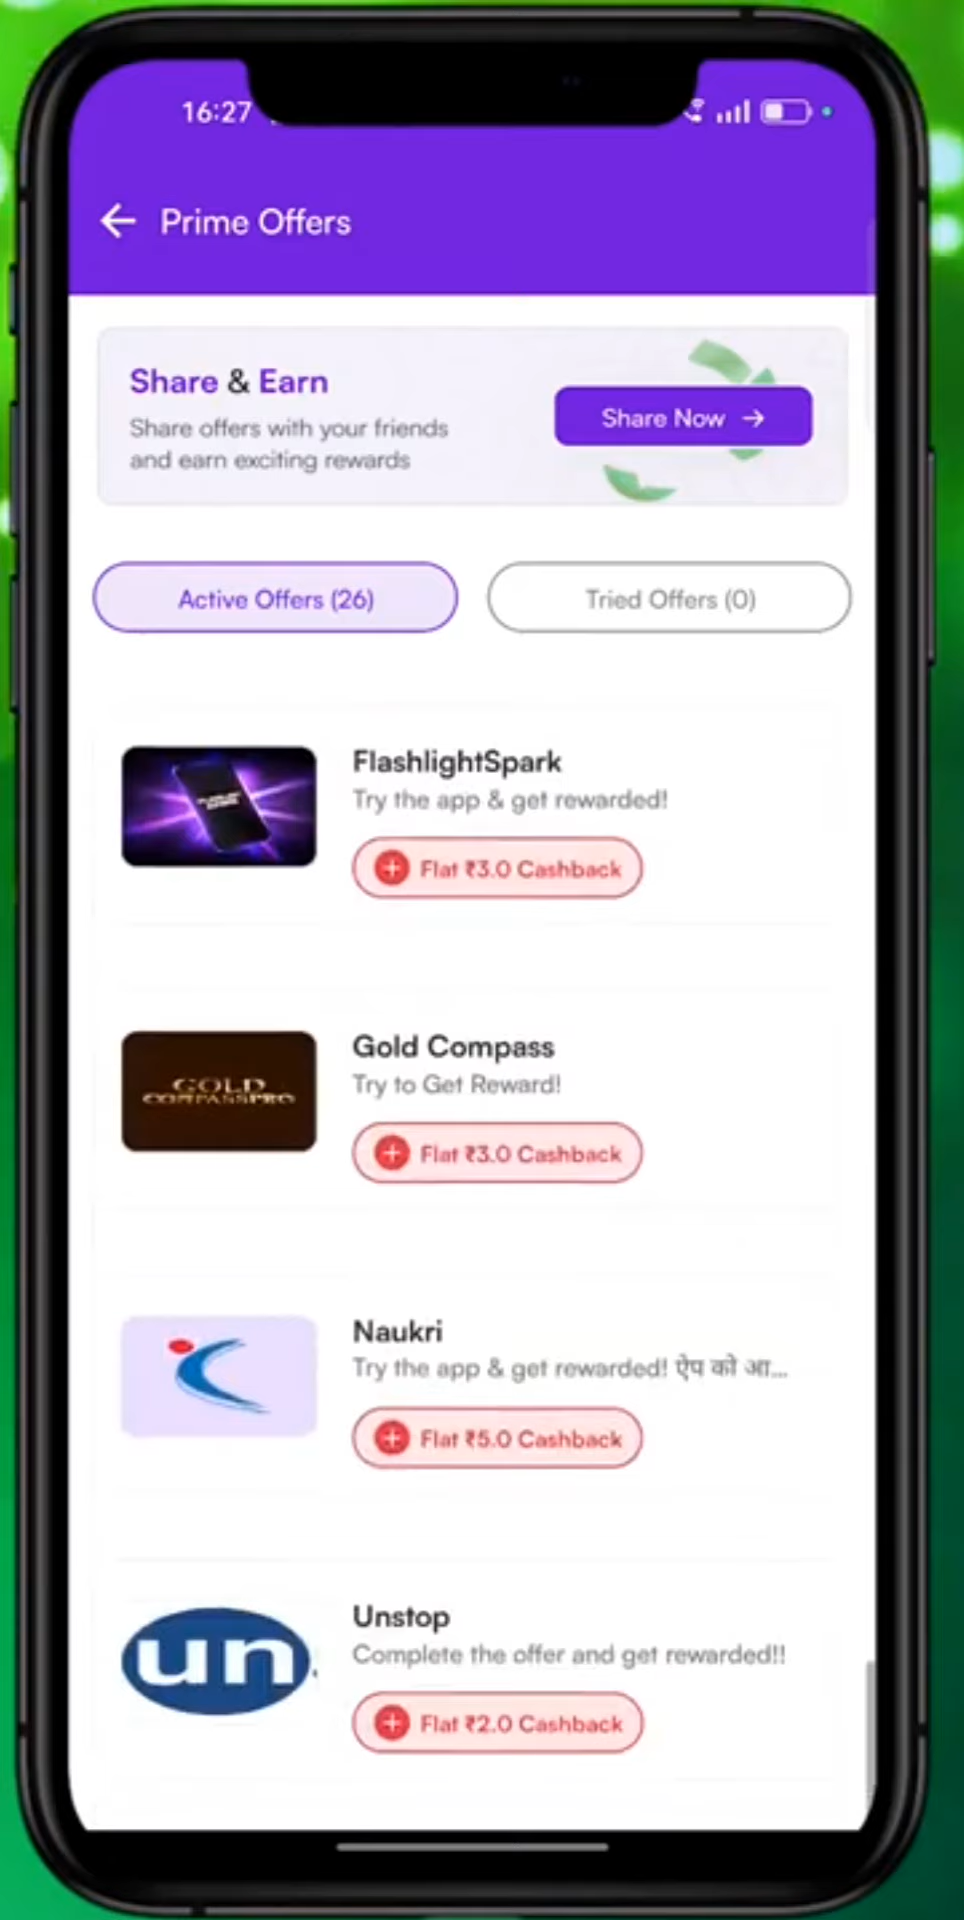 16:27
Prime Offers
Share & Earn
Share offers with your friends
and earn exciting rewards
Share Now →
Active Offers (26)
Tried Offers (0)
FlashlightSpark
Try the app & get rewarded!
Flat ₹3.0 Cashback
Gold Compass
Try to Get Reward!
GOLD
COMPASSPRO
Flat ₹3.0 Cashback
Naukri
Try the app & get rewarded! ऐप को आ...
Flat ₹5.0 Cashback
un.
Unstop
Complete the offer and get rewarded!!
Flat ₹2.0 Cashback